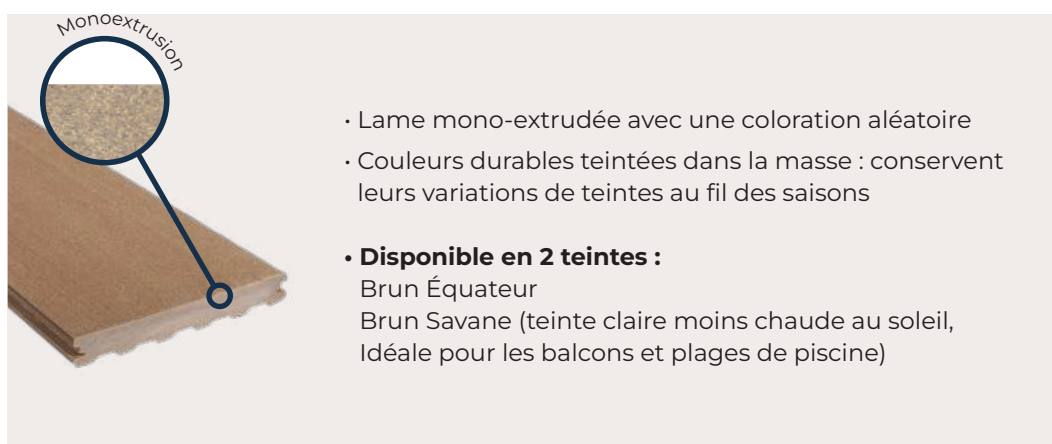 Monoextrusion
· Lame mono-extrudée avec une coloration aléatoire
· Couleurs durables teintées dans la masse : conservent
leurs variations de teintes au fil des saisons
• Disponible en 2 teintes :
Brun Équateur
Brun Savane (teinte claire moins chaude au soleil,
Idéale pour les balcons et plages de piscine)